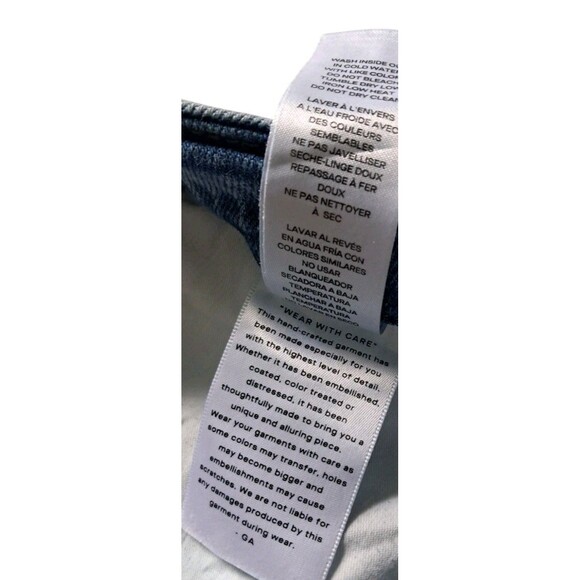 WASH INSIDE OU
IN COLD WATER
WITH LIKE COLOR
DO NOT BLEACH
TUMBLE DRY LOW
IRON LOW HEAT
DO NOT DRY CLEAN
LAVER À L'ENVERS
A L'EAU FROIDE AVEC
DES COULEURS
SEMBLABLES
NE PAS JAVELLISER
SECHE-LINGE DOUX
REPASSAGE À FER
DOUX
NE PAS NETTOYER
À SEC
LAVAR AL REVÉS
EN AGUA FRÍA CON
COLORES SIMILARES
NO USAR
BLANQUEADOR
SECADORA A BAJA
TEMPERATURA
PLANCHAR A BAJA
TEMPERATURA
"WEAR WITH CARE"
This hand-crafted garment has
been made especially for you
with the highest level of detail.
Whether it has been embellished,
coated, color treated or
distressed, it has been
thoughtfully made to bring you a
unique and alluring piece.
Wear your garments with care as
some colors may transfer, holes
may become bigger and
embellishments may cause
scratches. We are not liable for
any damages produced by this
garment during wear.
- GA